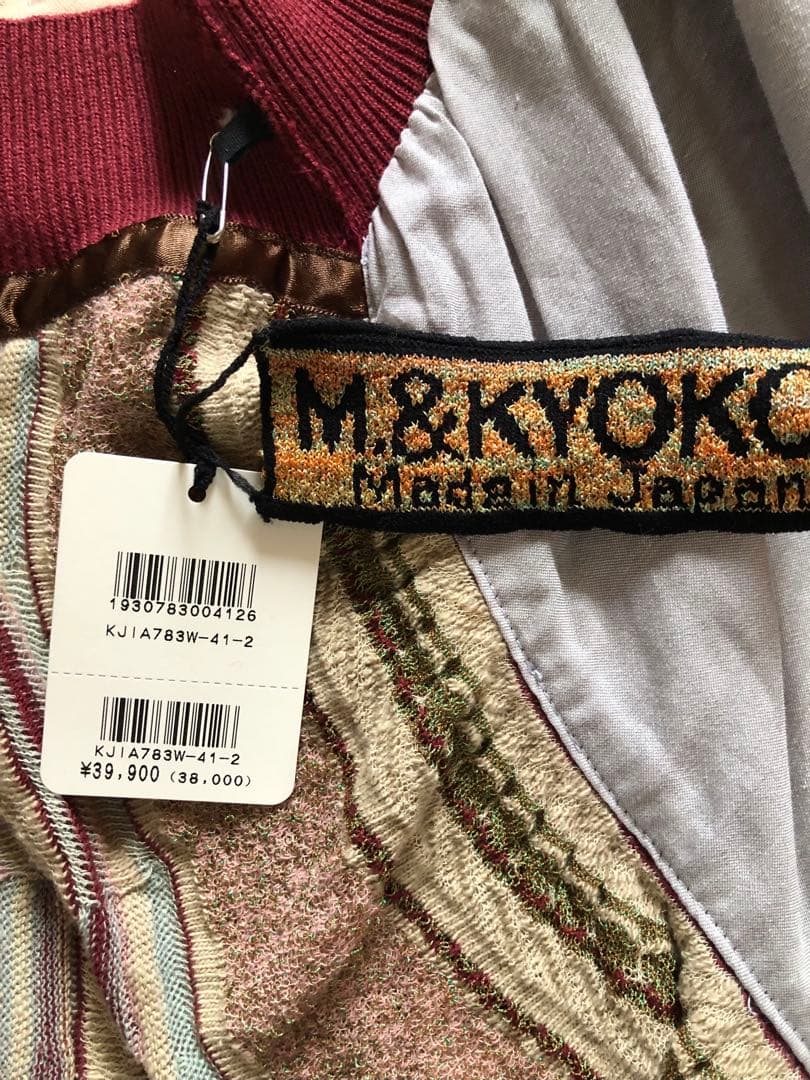 M.&KYOKO
Made in Japan
1930783004126
KJIA783W-41-2
KJIA783W-41-2
¥39,900 (38,000)